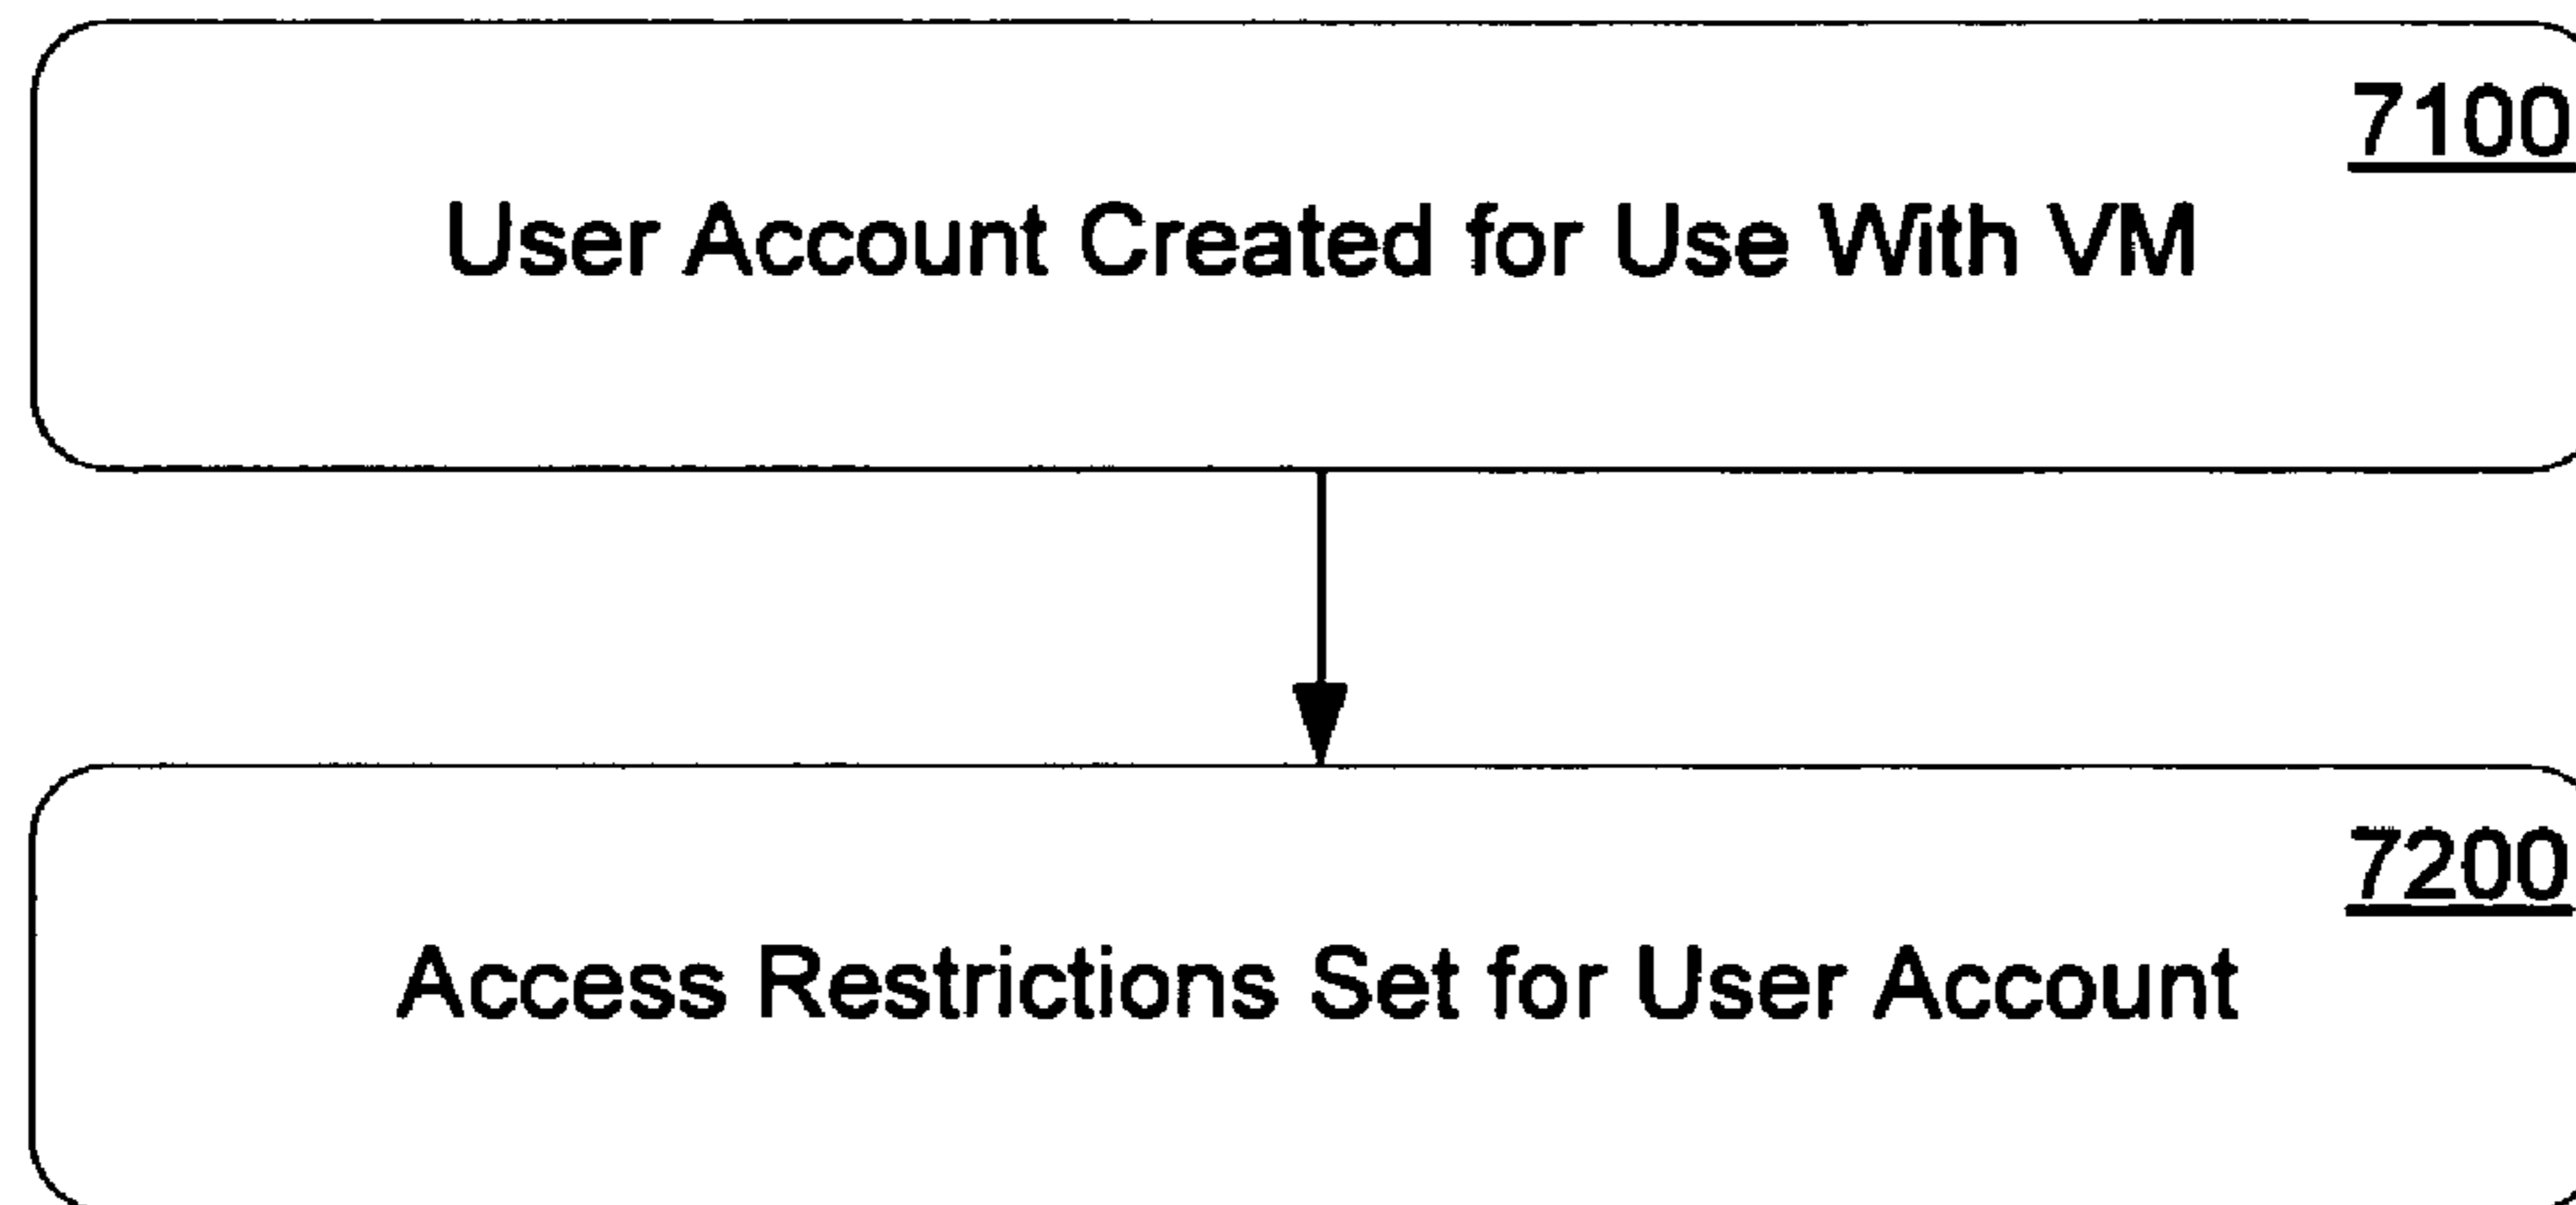 7100
User Account Created for Use With VM
7200
Access Restrictions Set for User Account